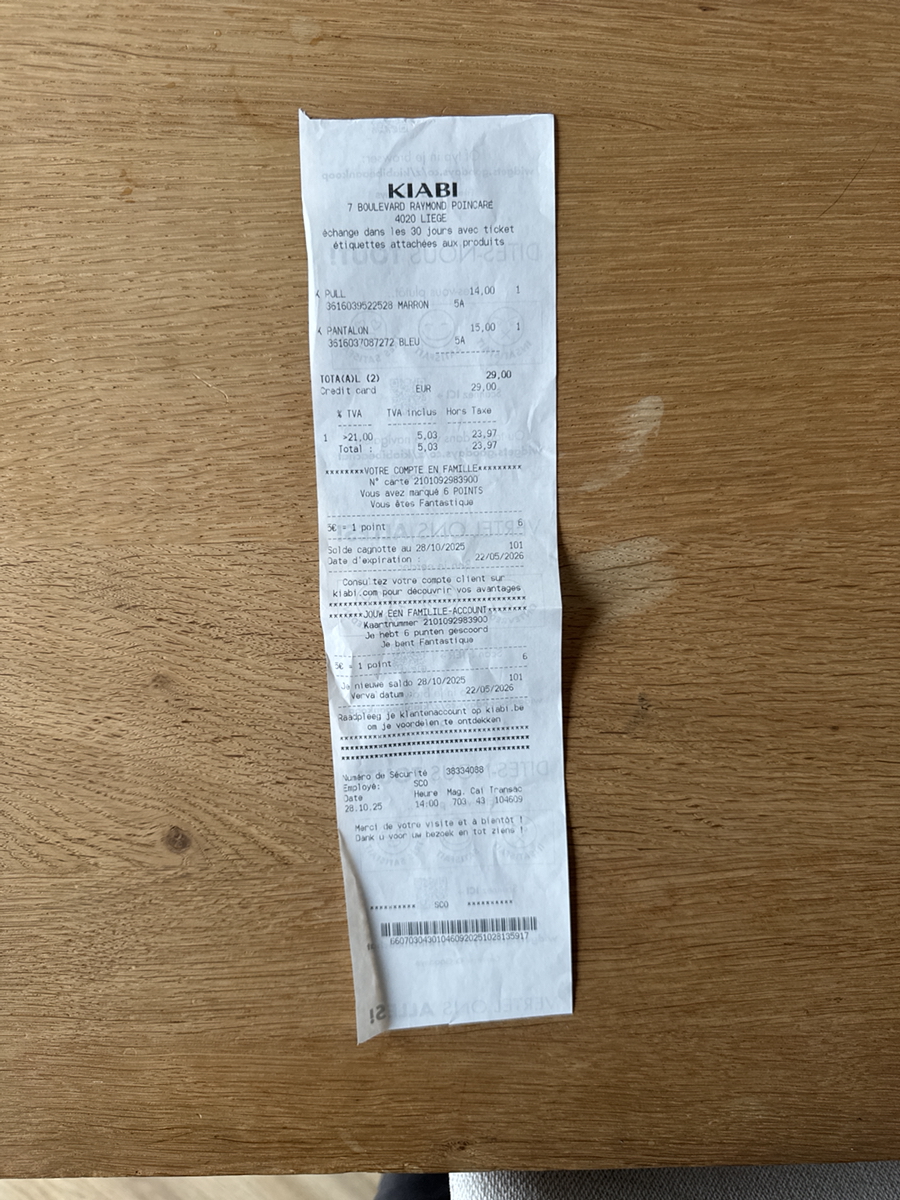 KIABI
7 BOULEVARD RAYMOND POINCARE
4020 LIEGE
échange dans les 30 jours avec ticket
étiquettes attachées aux produits
K PULL 14,00 1
3616039522528 MARRON 5A
K PANTALON 15,00 1
3616037087272 BLEU 5A
------------
TOTA(A)L (2) 29,00
Credit card EUR 29,00
% TVA TVA inclus Hors Taxe
1 >21,00 5,03 23,97
Total : 5,03 23,97
********VOTRE COMPTE EN FAMILLE*********
N° carte 2101092983900
Vous avez marqué 6 POINTS
Vous êtes Fantastique
5€ = 1 point 6
Solde cagnotte au 28/10/2025 101
Date d'expiration : 22/05/2026
Consultez votre compte client sur
kiabi.com pour découvrir vos avantages
********JOUW EEN FAMILILE-ACCOUNT********
Kaartnummer 2101092983900
Je hebt 6 punten gescoord
Je bent Fantastique
5€ = 1 point 6
Je nieuwe saldo 28/10/2025 101
Verva datum 22/05/2026
Raadpleeg je klantenaccount op kiabi.be
om je voordelen te ontdekken
Numéro de Sécurité 38334088
Employé: SCO
Date Heure Mag. Cai Transac
28.10.25 14:00 703 43 104609
Merci de votre visite et à bientôt !
Dank u voor uw bezoek en tot ziens !
********** SCO **********
66070304301046092025102813​5917